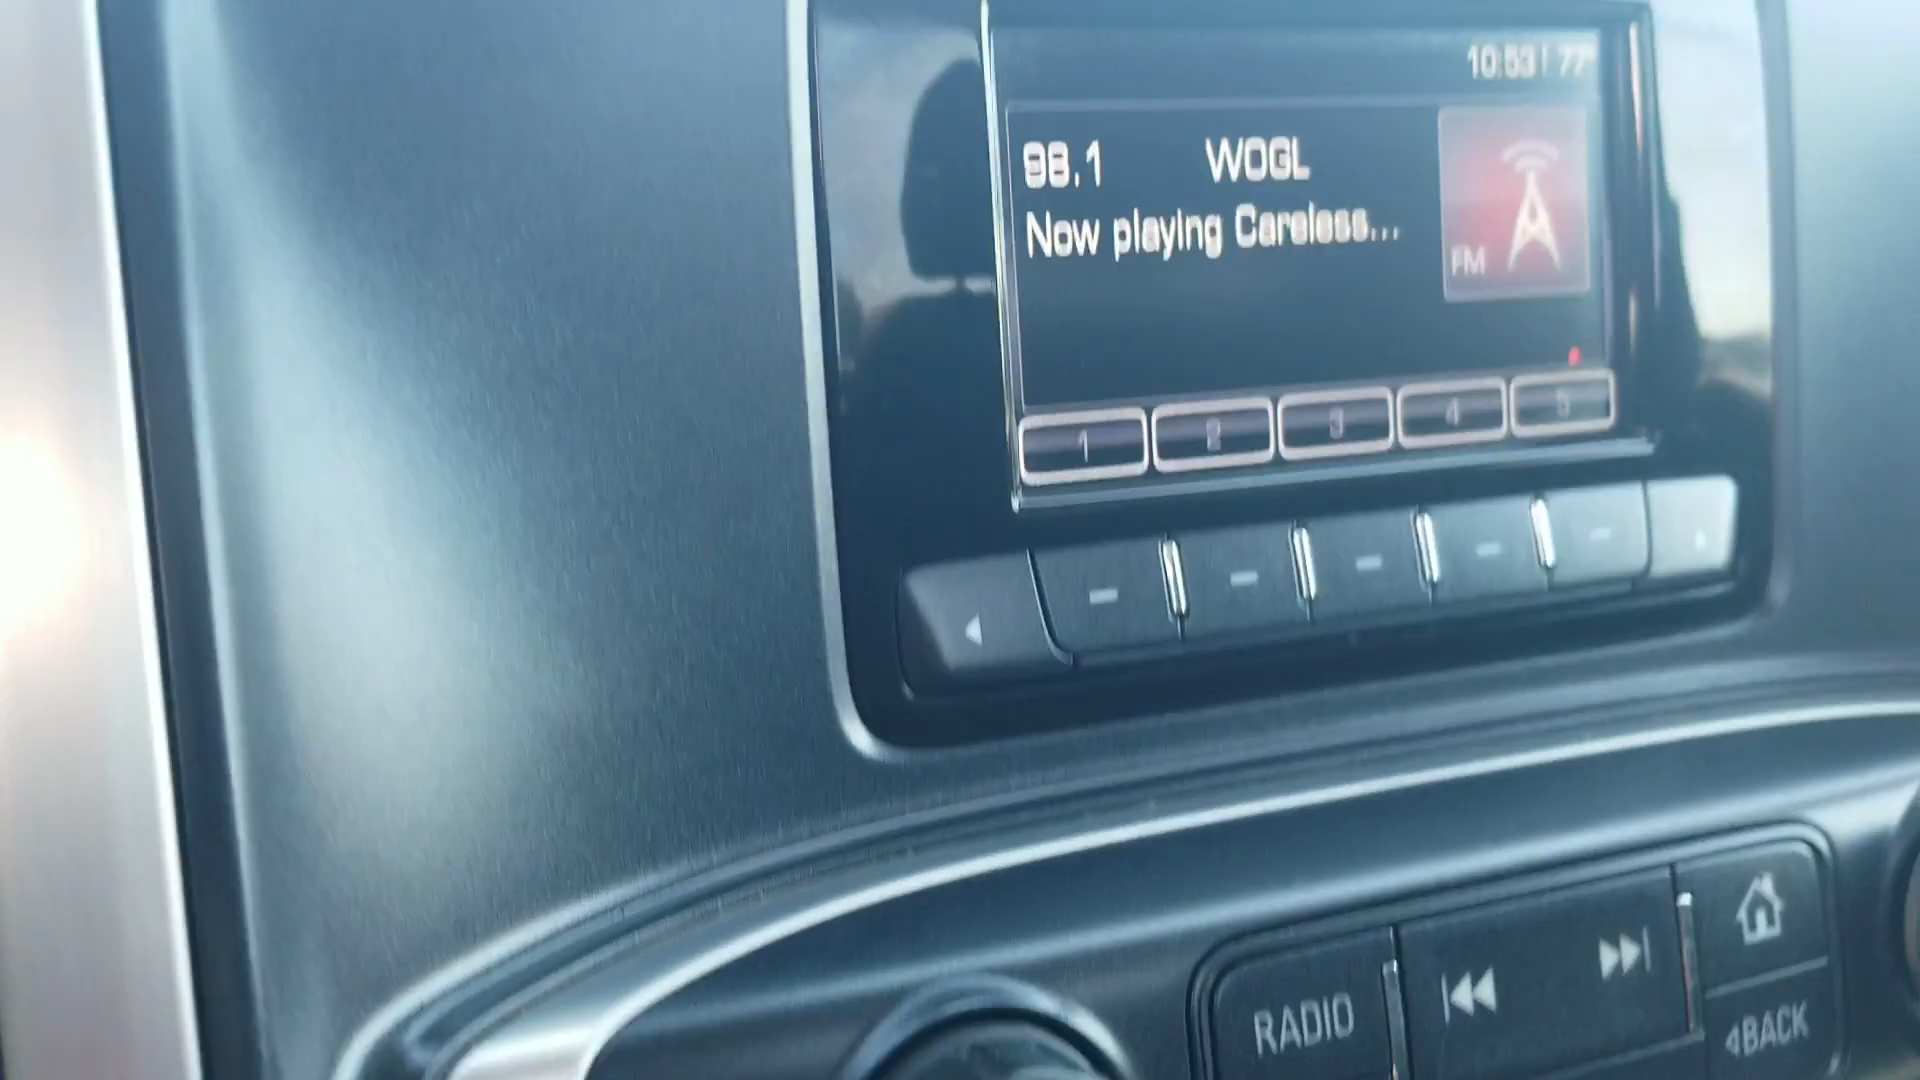 10:53 | 77°
98.1 WOGL
Now playing Careless...
FM
1 2 3 4 5
RADIO
BACK